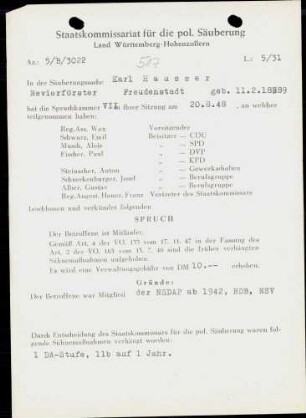 Staatskommissariat für die pol. Säuberung
Land Württemberg-Hohenzollern
Az.: 5/B/3022
L.: 5/31
In der Säuberungssache: Karl Hausser
Revierförster Freudenstadt geb. 11.2.1889
hat die Spruchkammer VII ihrer Sitzung am 20.8.48, an welcher
teilgenommen haben:
Reg.Ass. Wax Vorsitzender
Schwarz, Emil Beisitzer — CDU
Munk, Alois „ — SPD
Fischer, Paul „ — DVP
„ — KPD
Steinacher, Anton „ — Gewerkschaften
Schneckenburger, Josef „ — Berufsgruppe
Allier, Gustav „ — Berufsgruppe
Reg.Angest. Honer, Franz Vertreter des Staatskommissars
beschlossen und verkündet folgenden
SPRUCH
Der Betroffene ist Mitläufer.
Gemäß Art. 4 der VO. 133 vom 17. 11. 47 in der Fassung des
Art. 3 der VO. 165 vom 13. 7. 48 sind die früher verhängten
Sühnemaßnahmen aufgehoben.
Es wird eine Verwaltungsgebühr von DM 10.-- erhoben.
Gründe:
Der Betroffene war Mitglied der NSDAP ab 1942, RDB, NSV
Durch Entscheidung des Staatskommissars für die pol. Säuberung waren fol-
gende Sühnemaßnahmen verhängt worden:
1 DA-Stufe, 11b auf 1 Jahr.